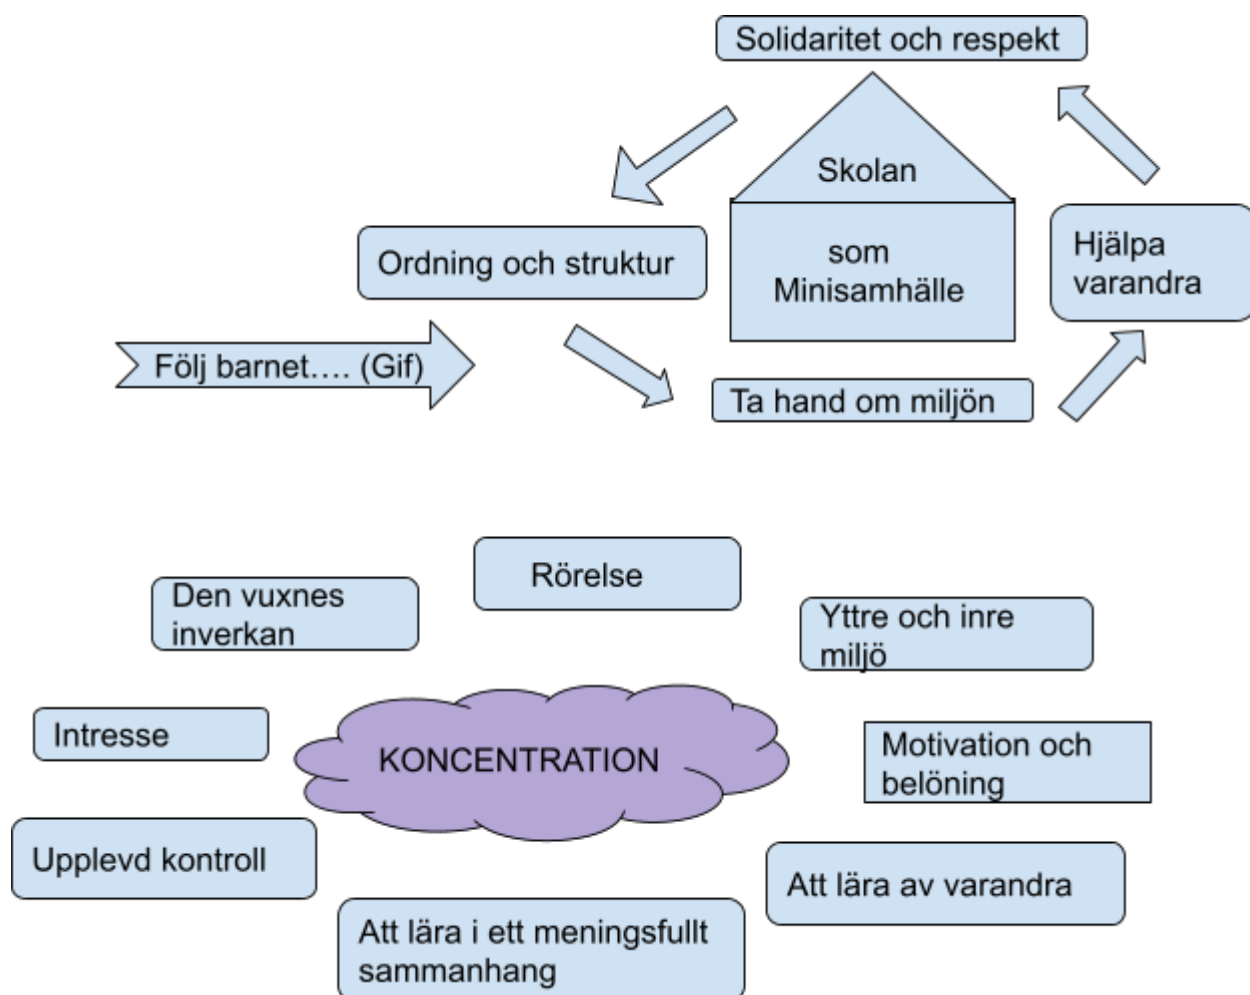 Solidaritet och respekt
Skolan
som
Minisamhälle
Ordning och struktur
Hjälpa
varandra
Följ barnet.... (Gif)
Ta hand om miljön
Rörelse
Den vuxnes
inverkan
Yttre och inre
miljö
Intresse
KONCENTRATION
Motivation och
belöning
Upplevd kontroll
Att lära av varandra
Att lära i ett meningsfullt
sammanhang